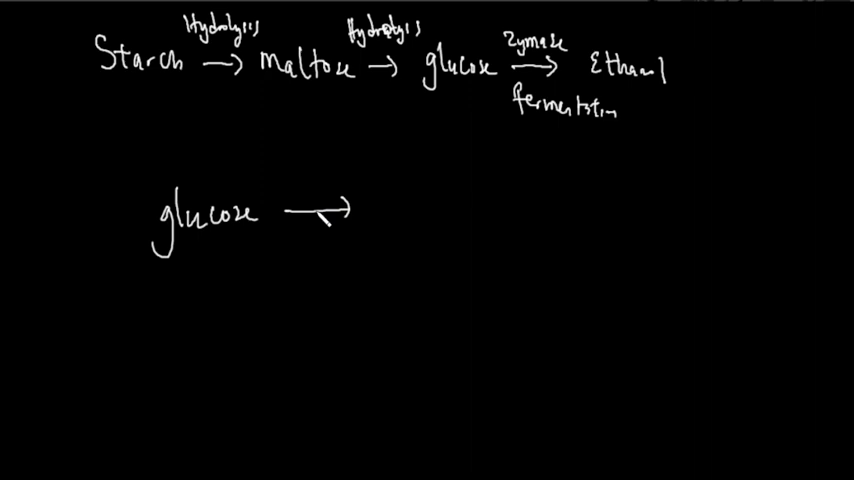 Hydrolysis Hydrolysis zymase
Starch → maltose → glucose → Ethanol
fermentation
glucose →